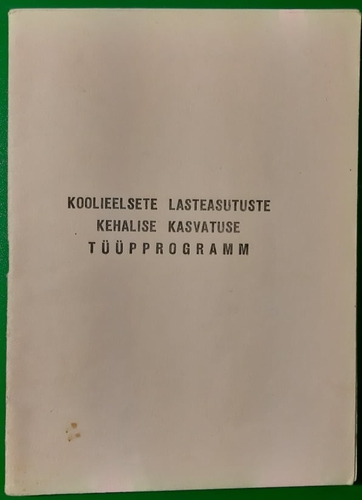 KOOLIEELSETE LASTEASUTUSTE
KEHALISE KASVATUSE
TÜÜPPROGRAMM